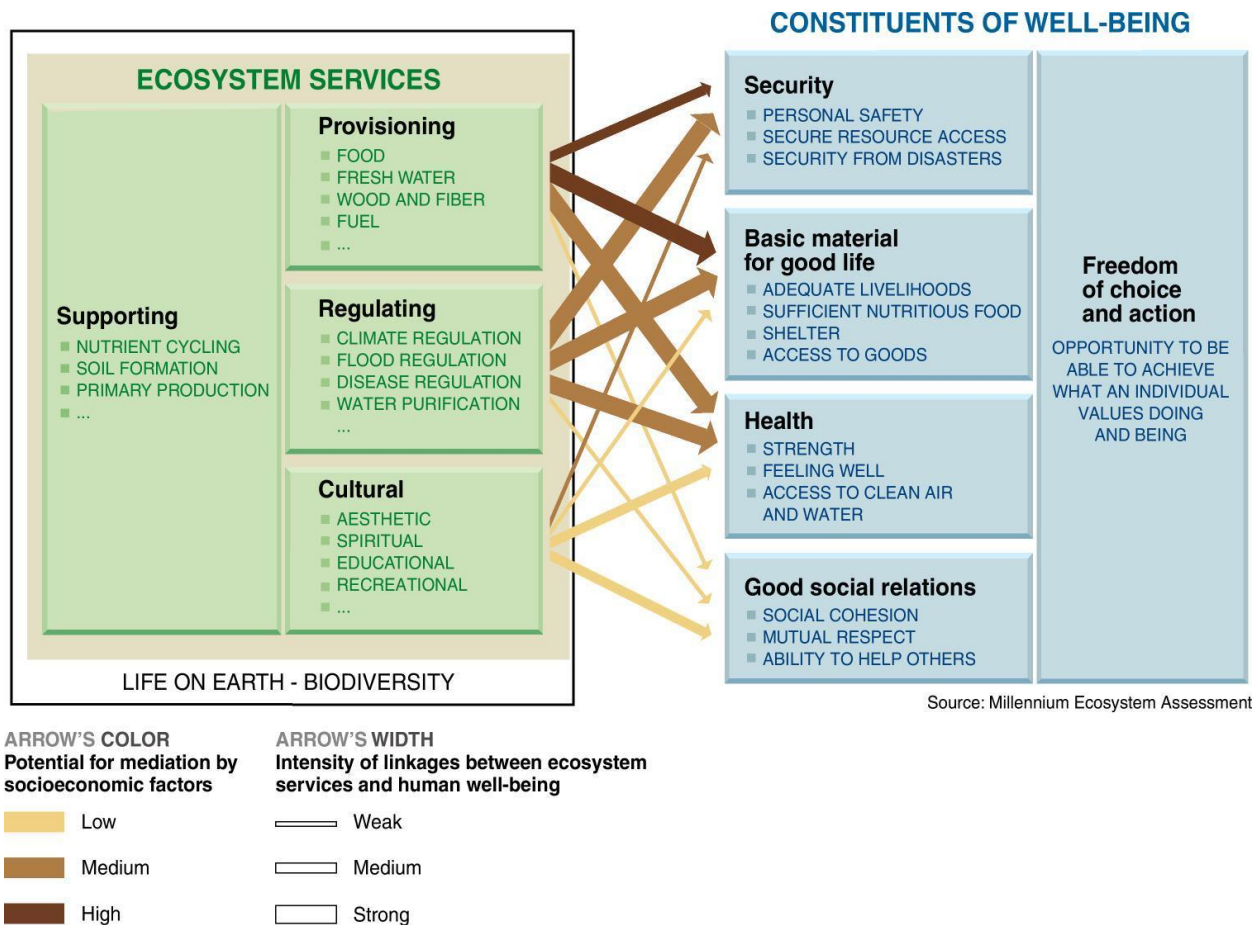 CONSTITUENTS OF WELL-BEING
ECOSYSTEM SERVICES
Supporting
NUTRIENT CYCLING
SOIL FORMATION
PRIMARY PRODUCTION
...
Provisioning
FOOD
FRESH WATER
WOOD AND FIBER
FUEL
...
Regulating
CLIMATE REGULATION
FLOOD REGULATION
DISEASE REGULATION
WATER PURIFICATION
...
Cultural
AESTHETIC
SPIRITUAL
EDUCATIONAL
RECREATIONAL
...
LIFE ON EARTH - BIODIVERSITY
Security
PERSONAL SAFETY
SECURE RESOURCE ACCESS
SECURITY FROM DISASTERS
Basic material
for good life
ADEQUATE LIVELIHOODS
SUFFICIENT NUTRITIOUS FOOD
SHELTER
ACCESS TO GOODS
Health
STRENGTH
FEELING WELL
ACCESS TO CLEAN AIR
AND WATER
Good social relations
SOCIAL COHESION
MUTUAL RESPECT
ABILITY TO HELP OTHERS
Freedom
of choice
and action
OPPORTUNITY TO BE
ABLE TO ACHIEVE
WHAT AN INDIVIDUAL
VALUES DOING
AND BEING
Source: Millennium Ecosystem Assessment
ARROW'S COLOR
Potential for mediation by
socioeconomic factors
Low
Medium
High
ARROW'S WIDTH
Intensity of linkages between ecosystem
services and human well-being
Weak
Medium
Strong